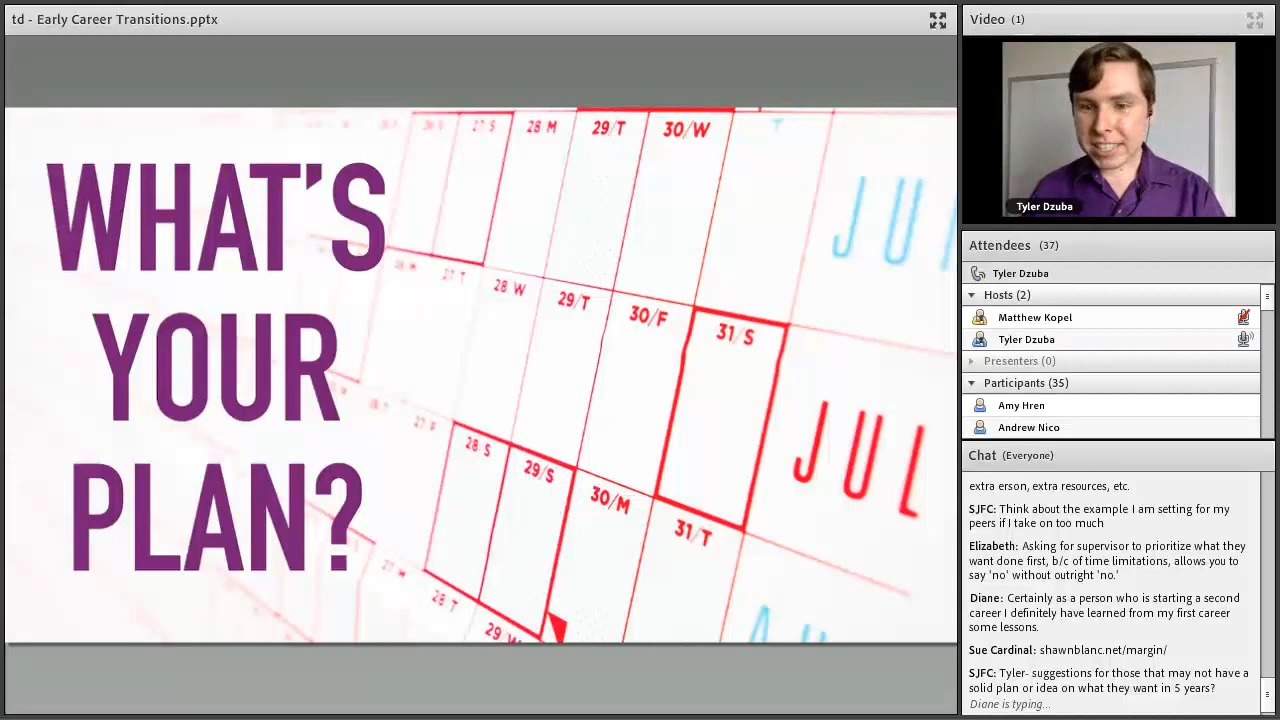 td - Early Career Transitions.pptx
WHAT'S
YOUR
PLAN?
27 S
28 M
29/T
30/W
JU
27 T
28 W
29/T
30/F
31/S
JUL
27 F
28 S
29/S
30/M
31/T
27 M
28 T
29 W
Video (1)
Tyler Dzuba
Attendees (37)
Tyler Dzuba
Hosts (2)
Matthew Kopel
Tyler Dzuba
Presenters (0)
Participants (35)
Amy Hren
Andrew Nico
Chat (Everyone)
extra erson, extra resources, etc.
SJFC: Think about the example I am setting for my
peers if I take on too much
Elizabeth: Asking for supervisor to prioritize what they
want done first, b/c of time limitations, allows you to
say 'no' without outright 'no.'
Diane: Certainly as a person who is starting a second
career I definitely have learned from my first career
some lessons.
Sue Cardinal: shawnblanc.net/margin/
SJFC: Tyler- suggestions for those that may not have a
solid plan or idea on what they want in 5 years?
Diane is typing...